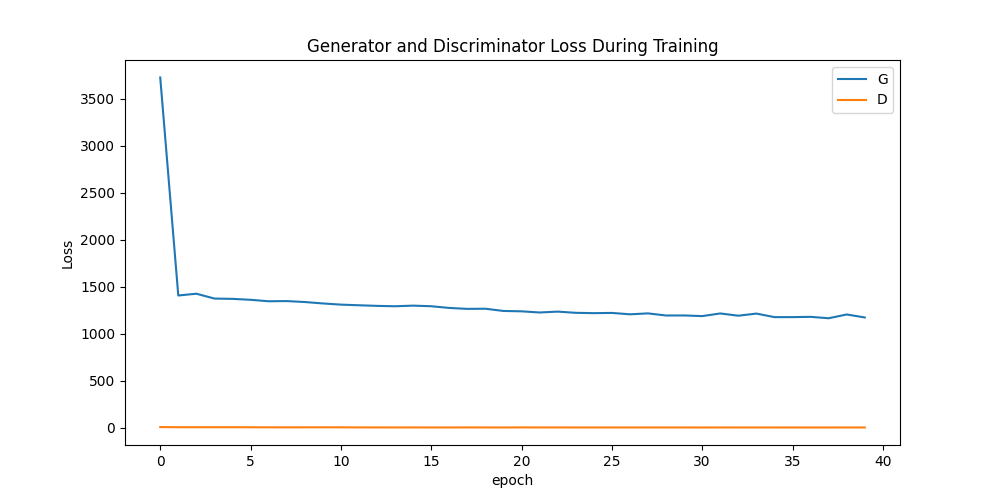 Generator and Discriminator Loss During Training
G
D
3500
3000
2500
2000
1500
1000
500
0
Loss
0 5 10 15 20 25 30 35 40
epoch